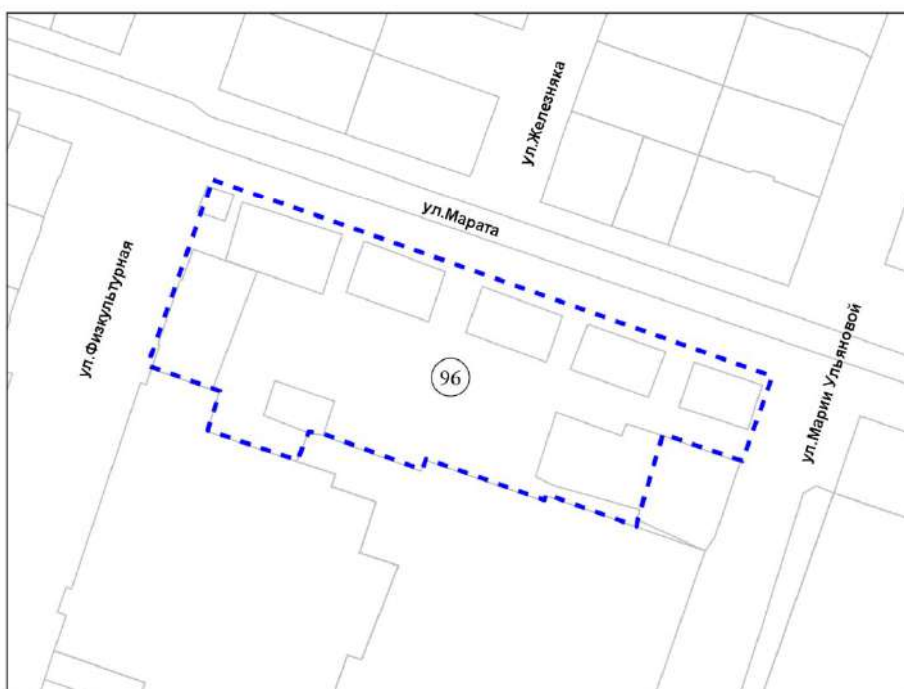 ул.Железняка
ул.Марата
ул.Физкультурная
96
ул.Марии Ульяновой